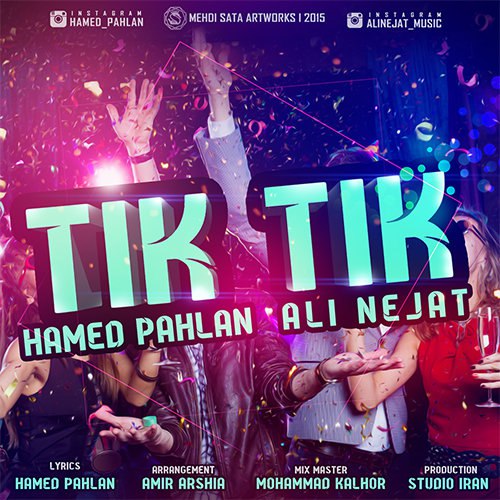 INSTAGRAM
HAMED_PAHLAN
MEHDI SATA ARTWORKS | 2015
INSTAGRAM
ALINEJAT_MUSIC
TIK TIK
HAMED PAHLAN
ALI NEJAT
LYRICS
HAMED PAHLAN
ARRANGEMENT
AMIR ARSHIA
MIX MASTER
MOHAMMAD KALHOR
PRODUCTION
STUDIO IRAN